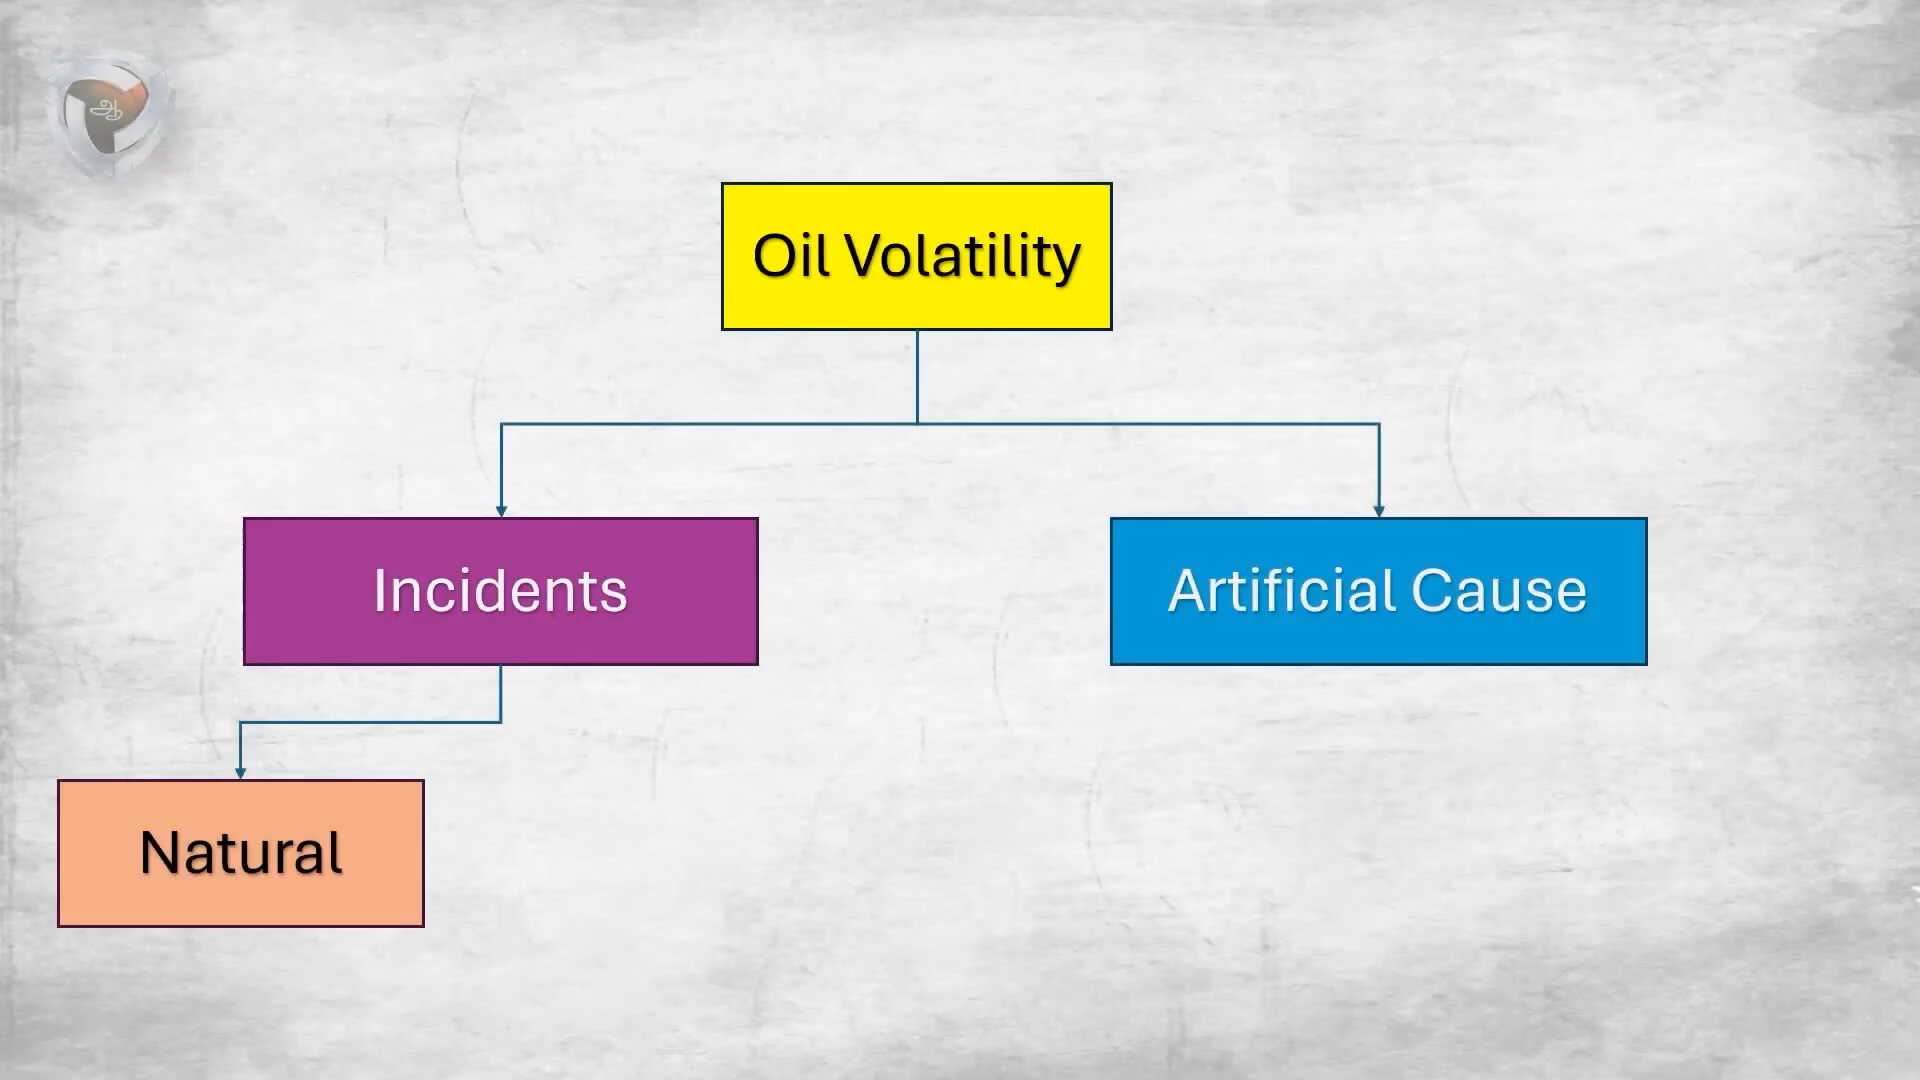 ஆ
Oil Volatility
Incidents
Artificial Cause
Natural